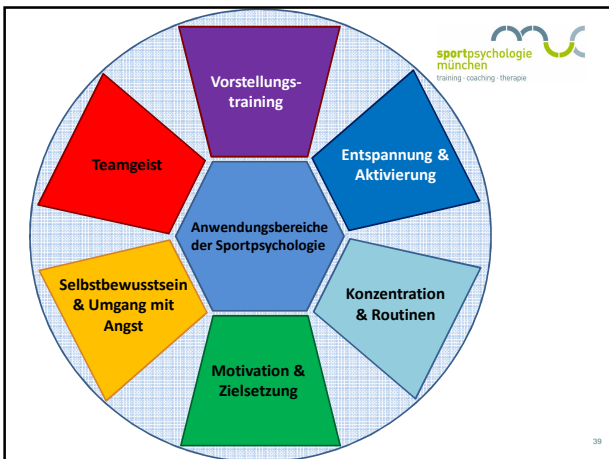 sportpsychologie
münchen
training · coaching · therapie
Vorstellungs-
training
Entspannung &
Aktivierung
Teamgeist
Anwendungsbereiche
der Sportpsychologie
Selbstbewusstsein
& Umgang mit
Angst
Konzentration
& Routinen
Motivation &
Zielsetzung
39